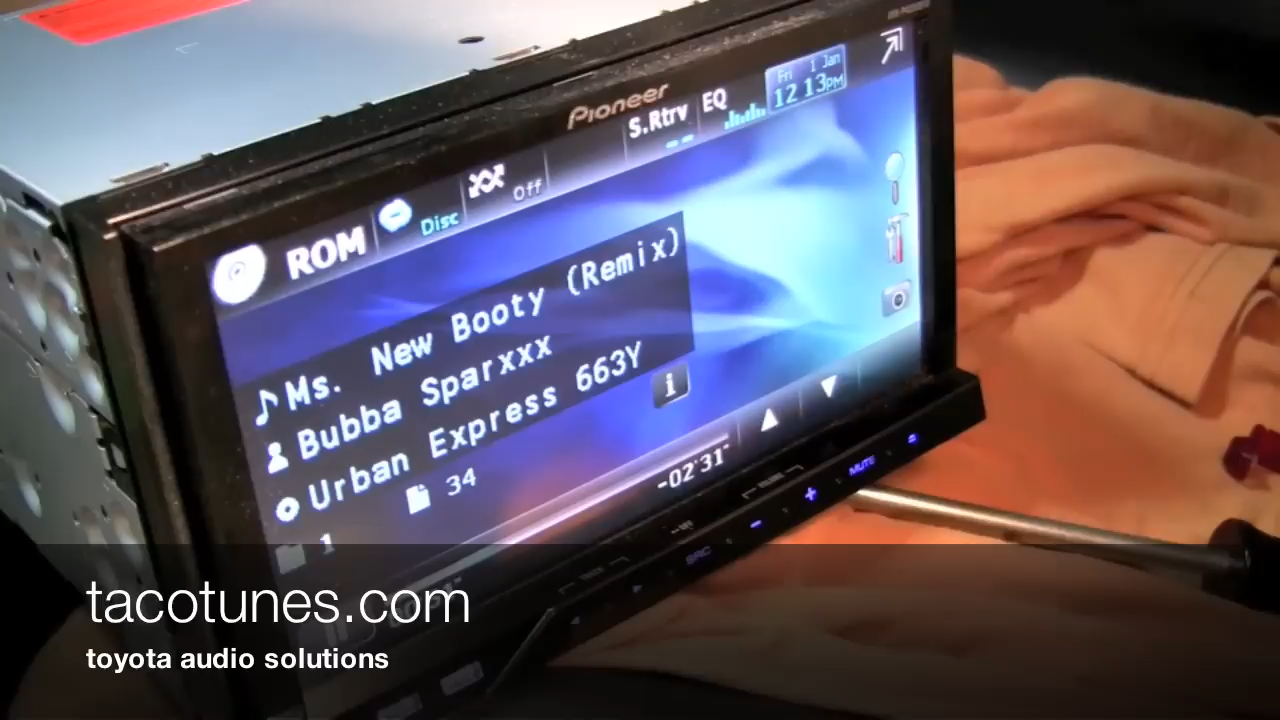 Pioneer
S.Rtrv
EQ
Fri 1 Jan
12 13PM
ROM
Disc
Off
Ms. New Booty (Remix)
Bubba Sparxxx
Urban Express 663Y
i
1
34
-02'31"
MUTE
SRC
tacotunes.com
toyota audio solutions